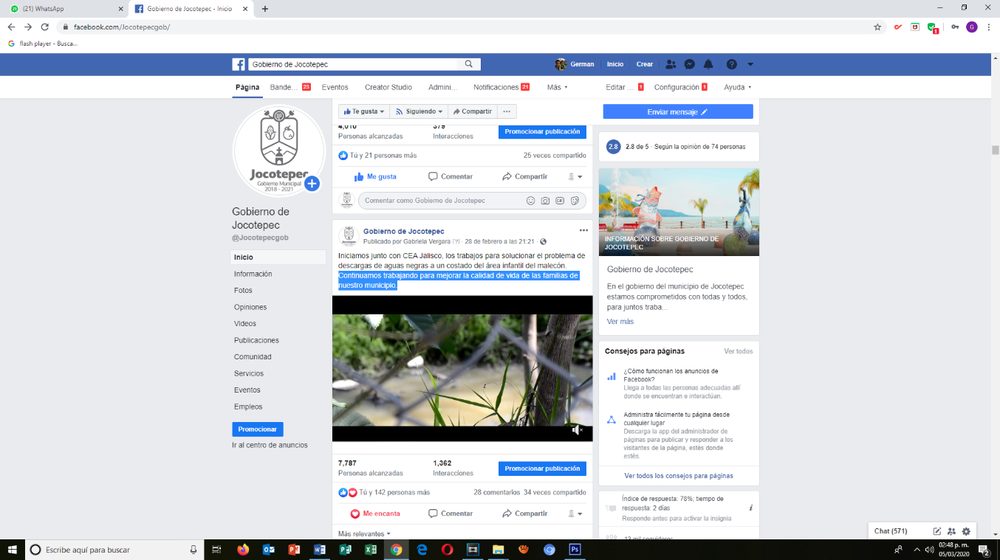 (21) WhatsApp
Gobierno de Jocotepec - Inicio
facebook.com/Jocotepecgob/
flash player - Busca...
Gobierno de Jocotepec
German
Inicio
Crear
Página
Bande... 23
Eventos
Creator Studio
Admini...
Notificaciones 21
Más
Editar ... 1
Configuración 1
Ayuda
Te gusta
Siguiendo
Compartir
Enviar mensaje
Jocotepec
Gobierno Municipal
2018 - 2021
Gobierno de
Jocotepec
@Jocotepecgob
Inicio
Información
Fotos
Opiniones
Videos
Publicaciones
Comunidad
Servicios
Eventos
Empleos
Promocionar
Ir al centro de anuncios
4,010
Personas alcanzadas
379
Interacciones
Promocionar publicación
Tú y 21 personas más
25 veces compartido
Me gusta
Comentar
Compartir
Comentar como Gobierno de Jocotepec
GIF
Gobierno de Jocotepec
Publicado por Gabriela Vergara [?] · 28 de febrero a las 21:21 ·
Iniciamos junto con CEA Jalisco, los trabajos para solucionar el problema de
descargas de aguas negras a un costado del área infantil del malecón.
Continuamos trabajando para mejorar la calidad de vida de las familias de
nuestro municipio.
7,787
Personas alcanzadas
1,362
Interacciones
Promocionar publicación
Tú y 142 personas más
28 comentarios 34 veces compartido
Me encanta
Comentar
Compartir
Más relevantes
2.8
2.8 de 5 · Según la opinión de 74 personas
INFORMACIÓN SOBRE GOBIERNO DE
JOCOTEPEC
Gobierno de Jocotepec
En el gobierno del municipio de Jocotepec
estamos comprometidos con todas y todos,
para juntos traba...
Ver más
Consejos para páginas
Ver todos
¿Cómo funcionan los anuncios de
Facebook?
Llega a todas las personas adecuadas allí
donde se encuentran e interactúan.
Administra fácilmente tu página desde
cualquier lugar
Descarga la app del administrador de
páginas para publicar y responder a los
visitantes de la página, estés donde
estés.
Ver todos los consejos para páginas
Índice de respuesta: 78%; tiempo de
respuesta: 2 días
Responde antes para activar la insignia
13 mil seguidores
Chat (571)
Escribe aquí para buscar
02:48 p. m.
05/03/2020
2